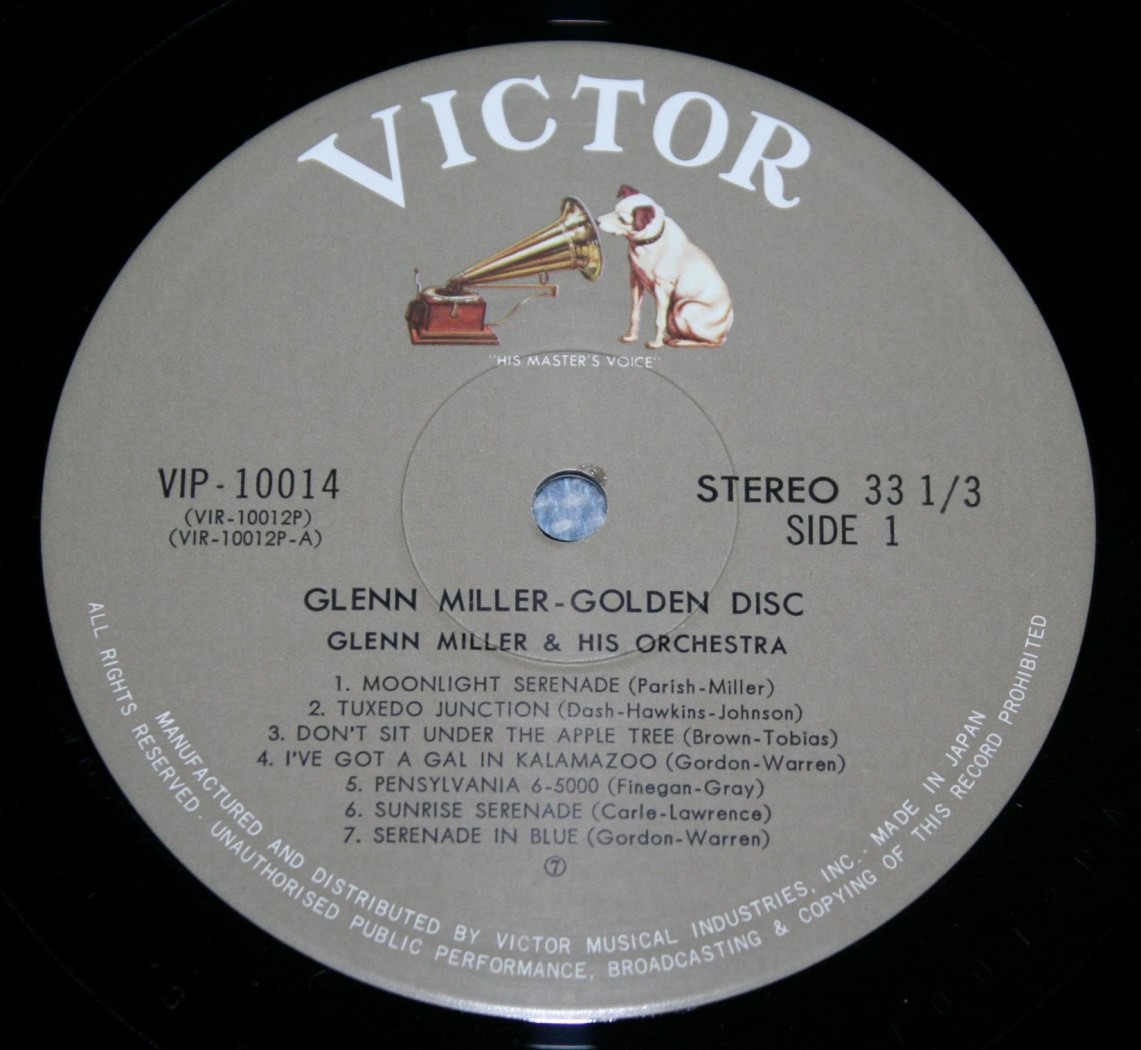 VICTOR
"HIS MASTER'S VOICE"
VIP-10014
(VIR-10012P)
(VIR-10012P-A)
STEREO 33 1/3
SIDE 1
GLENN MILLER-GOLDEN DISC
GLENN MILLER & HIS ORCHESTRA
1. MOONLIGHT SERENADE (Parish-Miller)
2. TUXEDO JUNCTION (Dash-Hawkins-Johnson)
3. DON'T SIT UNDER THE APPLE TREE (Brown-Tobias)
4. I'VE GOT A GAL IN KALAMAZOO (Gordon-Warren)
5. PENSYLVANIA 6-5000 (Finegan-Gray)
6. SUNRISE SERENADE (Carle-Lawrence)
7. SERENADE IN BLUE (Gordon-Warren)
⑦
MANUFACTURED AND DISTRIBUTED BY VICTOR MUSICAL INDUSTRIES, INC.· MADE IN JAPAN
ALL RIGHTS RESERVED· UNAUTHORISED PUBLIC PERFORMANCE, BROADCASTING & COPYING OF THIS RECORD PROHIBITED